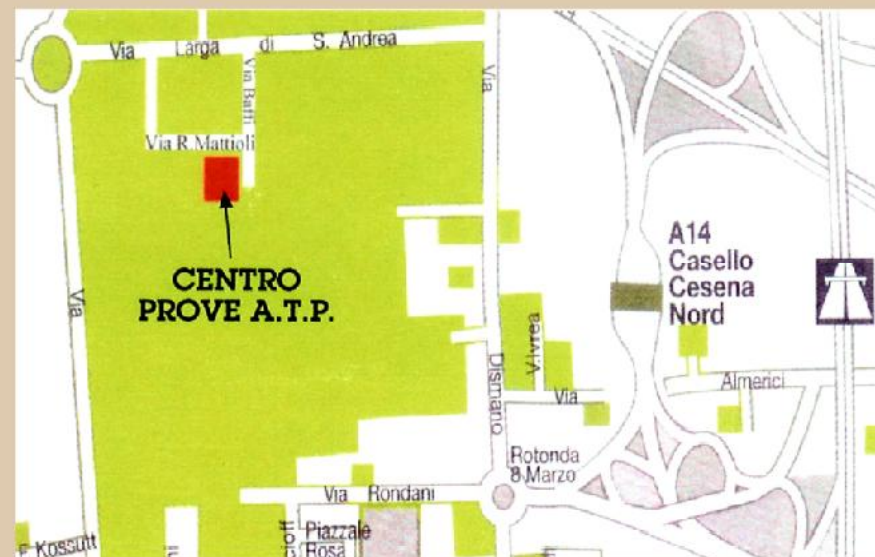 Via Larga di S. Andrea
Via Baffi
Via R.Mattioli
CENTRO
PROVE A.T.P.
Via
Via
Dismano
V.Ivrea
A14
Casello
Cesena
Nord
Via
Almerici
Rotonda
8 Marzo
Via Rondani
Piazzale
Rosa
F Kossutt